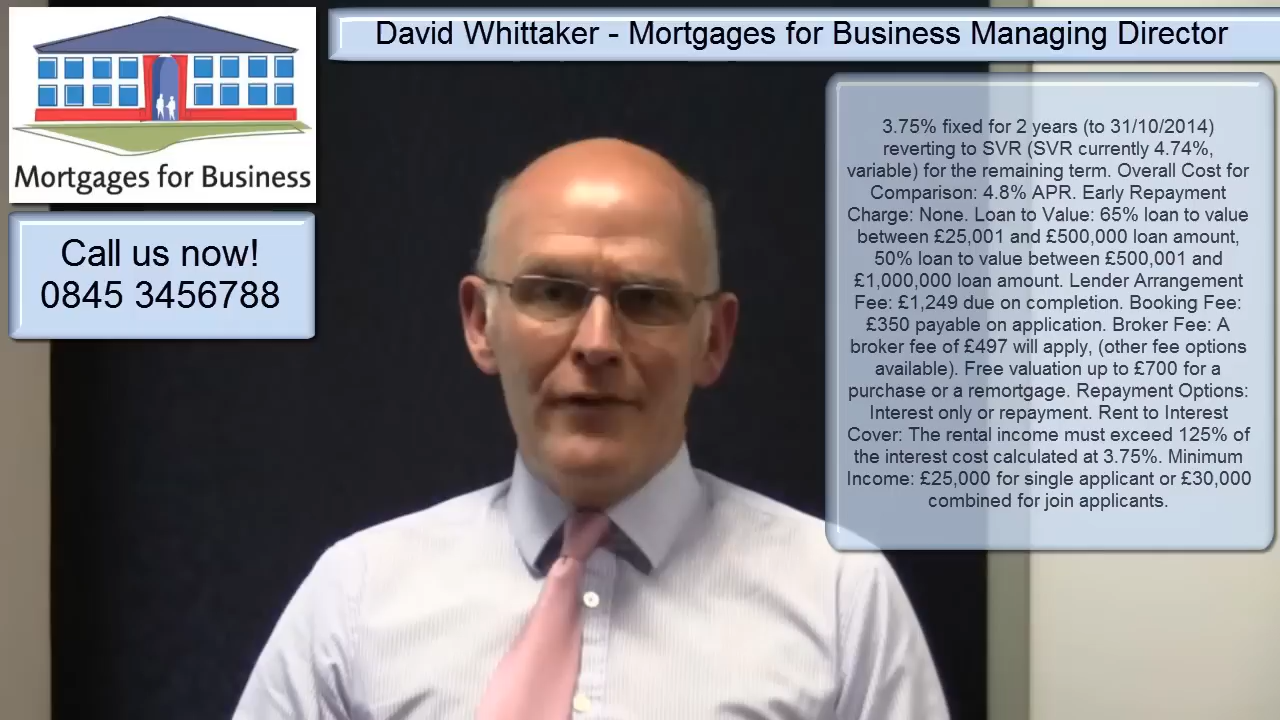 David Whittaker - Mortgages for Business Managing Director
Mortgages for Business
Call us now!
0845 3456788
3.75% fixed for 2 years (to 31/10/2014)
reverting to SVR (SVR currently 4.74%,
variable) for the remaining term. Overall Cost for
Comparison: 4.8% APR. Early Repayment
Charge: None. Loan to Value: 65% loan to value
between £25,001 and £500,000 loan amount,
50% loan to value between £500,001 and
£1,000,000 loan amount. Lender Arrangement
Fee: £1,249 due on completion. Booking Fee:
£350 payable on application. Broker Fee: A
broker fee of £497 will apply, (other fee options
available). Free valuation up to £700 for a
purchase or a remortgage. Repayment Options:
Interest only or repayment. Rent to Interest
Cover: The rental income must exceed 125% of
the interest cost calculated at 3.75%. Minimum
Income: £25,000 for single applicant or £30,000
combined for join applicants.